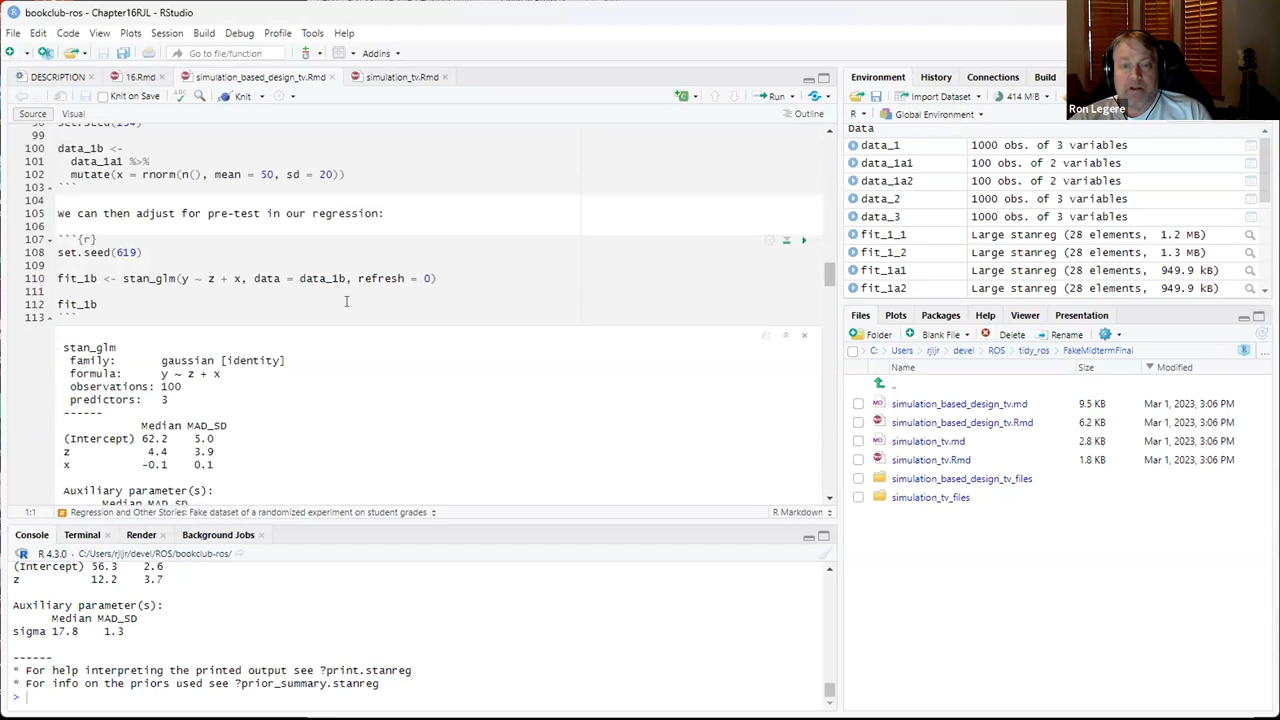 bookclub-ros - Chapter16RJL - RStudio
File Edit Code View Plots Session Build Debug Profile Tools Help
Go to file/function Addins
DESCRIPTION 16.Rmd simulation_based_design_tv.Rmd simulation_tv.Rmd
Knit on Save Knit Run
Source Visual Outline
98 set.seed(134)
99
100 data_1b <-
101 data_1a1 %>%
102 mutate(x = rnorm(n(), mean = 50, sd = 20))
103 ```
104
105 we can then adjust for pre-test in our regression:
106
107 ```{r}
108 set.seed(619)
109
110 fit_1b <- stan_glm(y ~ z + x, data = data_1b, refresh = 0)
111
112 fit_1b
113 ```
stan_glm
family: gaussian [identity]
formula: y ~ z + x
observations: 100
predictors: 3
------
Median MAD_SD
(Intercept) 62.2 5.0
z 4.4 3.9
x -0.1 0.1
Auxiliary parameter(s):
Median MAD_SD
1:1 Regression and Other Stories: Fake dataset of a randomized experiment on student grades R Markdown
Console Terminal Render Background Jobs
R 4.3.0 · C:/Users/rjljr/devel/ROS/bookclub-ros/
(Intercept) 56.3 2.6
z 12.2 3.7
Auxiliary parameter(s):
Median MAD_SD
sigma 17.8 1.3
------
* For help interpreting the printed output see ?print.stanreg
* For info on the priors used see ?prior_summary.stanreg
>
Environment History Connections Build
Import Dataset 414 MiB
R Global Environment
Data
data_1 1000 obs. of 3 variables
data_1a1 100 obs. of 2 variables
data_1a2 100 obs. of 2 variables
data_2 1000 obs. of 3 variables
data_3 1000 obs. of 3 variables
fit_1_1 Large stanreg (28 elements, 1.2 MB)
fit_1_2 Large stanreg (28 elements, 1.3 MB)
fit_1a1 Large stanreg (28 elements, 949.9 kB)
fit_1a2 Large stanreg (28 elements, 949.9 kB)
Files Plots Packages Help Viewer Presentation
Folder Blank File Delete Rename
C: Users rjljr devel ROS tidy_ros FakeMidtermFinal ...
Name Size Modified
..
simulation_based_design_tv.md 9.5 KB Mar 1, 2023, 3:06 PM
simulation_based_design_tv.Rmd 6.2 KB Mar 1, 2023, 3:06 PM
simulation_tv.md 2.8 KB Mar 1, 2023, 3:06 PM
simulation_tv.Rmd 1.8 KB Mar 1, 2023, 3:06 PM
simulation_based_design_tv_files
simulation_tv_files
Ron Legere